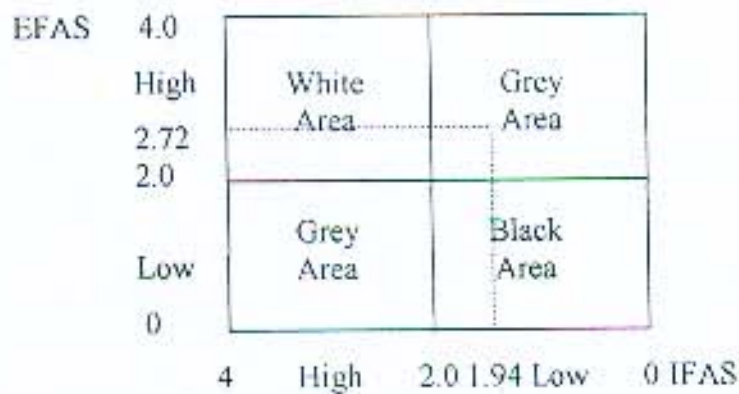 EFAS 4.0
High White Grey
Area Area
2.72
2.0
Grey Black
Low Area Area
0
4 High 2.0 1.94 Low 0 IFAS